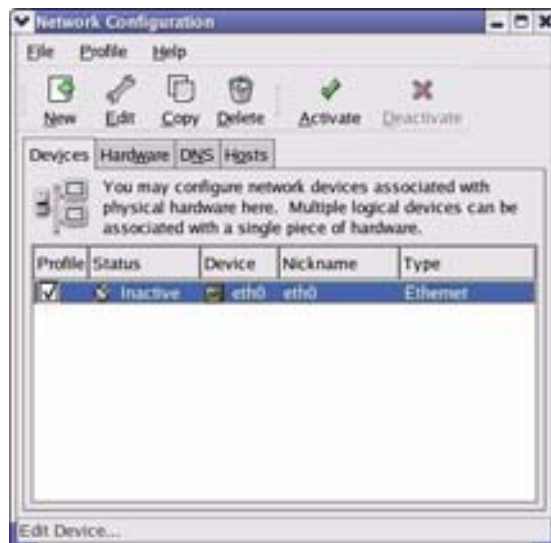 Network Configuration
File Profile Help
New Edit Copy Delete Activate Deactivate
Devices Hardware DNS Hosts
You may configure network devices associated with
physical hardware here. Multiple logical devices can be
associated with a single piece of hardware.
Profile Status Device Nickname Type
Inactive eth0 eth0 Ethernet
Edit Device...